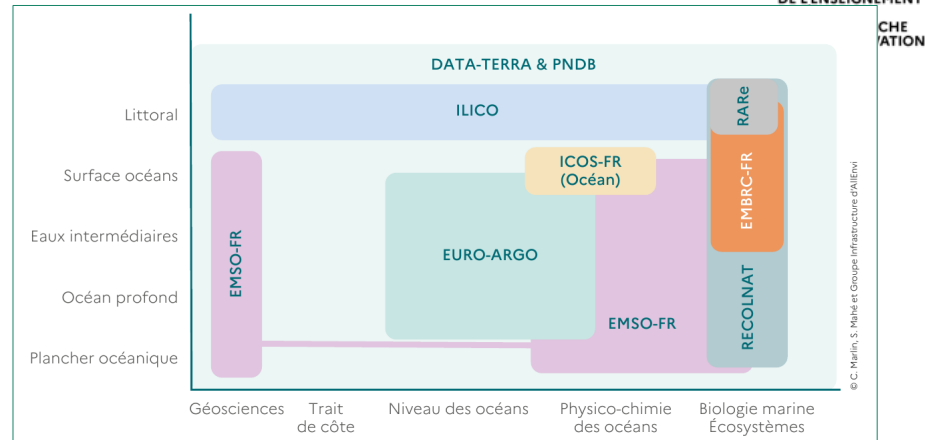 DE L'ENSEIGNEMENT
CHE
VATION
DATA-TERRA & PNDB
Littoral
ILICO
RARe
Surface océans
ICOS-FR
(Océan)
EMBRC-FR
Eaux intermédiaires
EMSO-FR
EURO-ARGO
Océan profond
EMSO-FR
RECOLNAT
Plancher océanique
© C. Marlin, S. Mahé et Groupe Infrastructure d'AllEnvi
Géosciences
Trait
de côte
Niveau des océans
Physico-chimie
des océans
Biologie marine
Écosystèmes